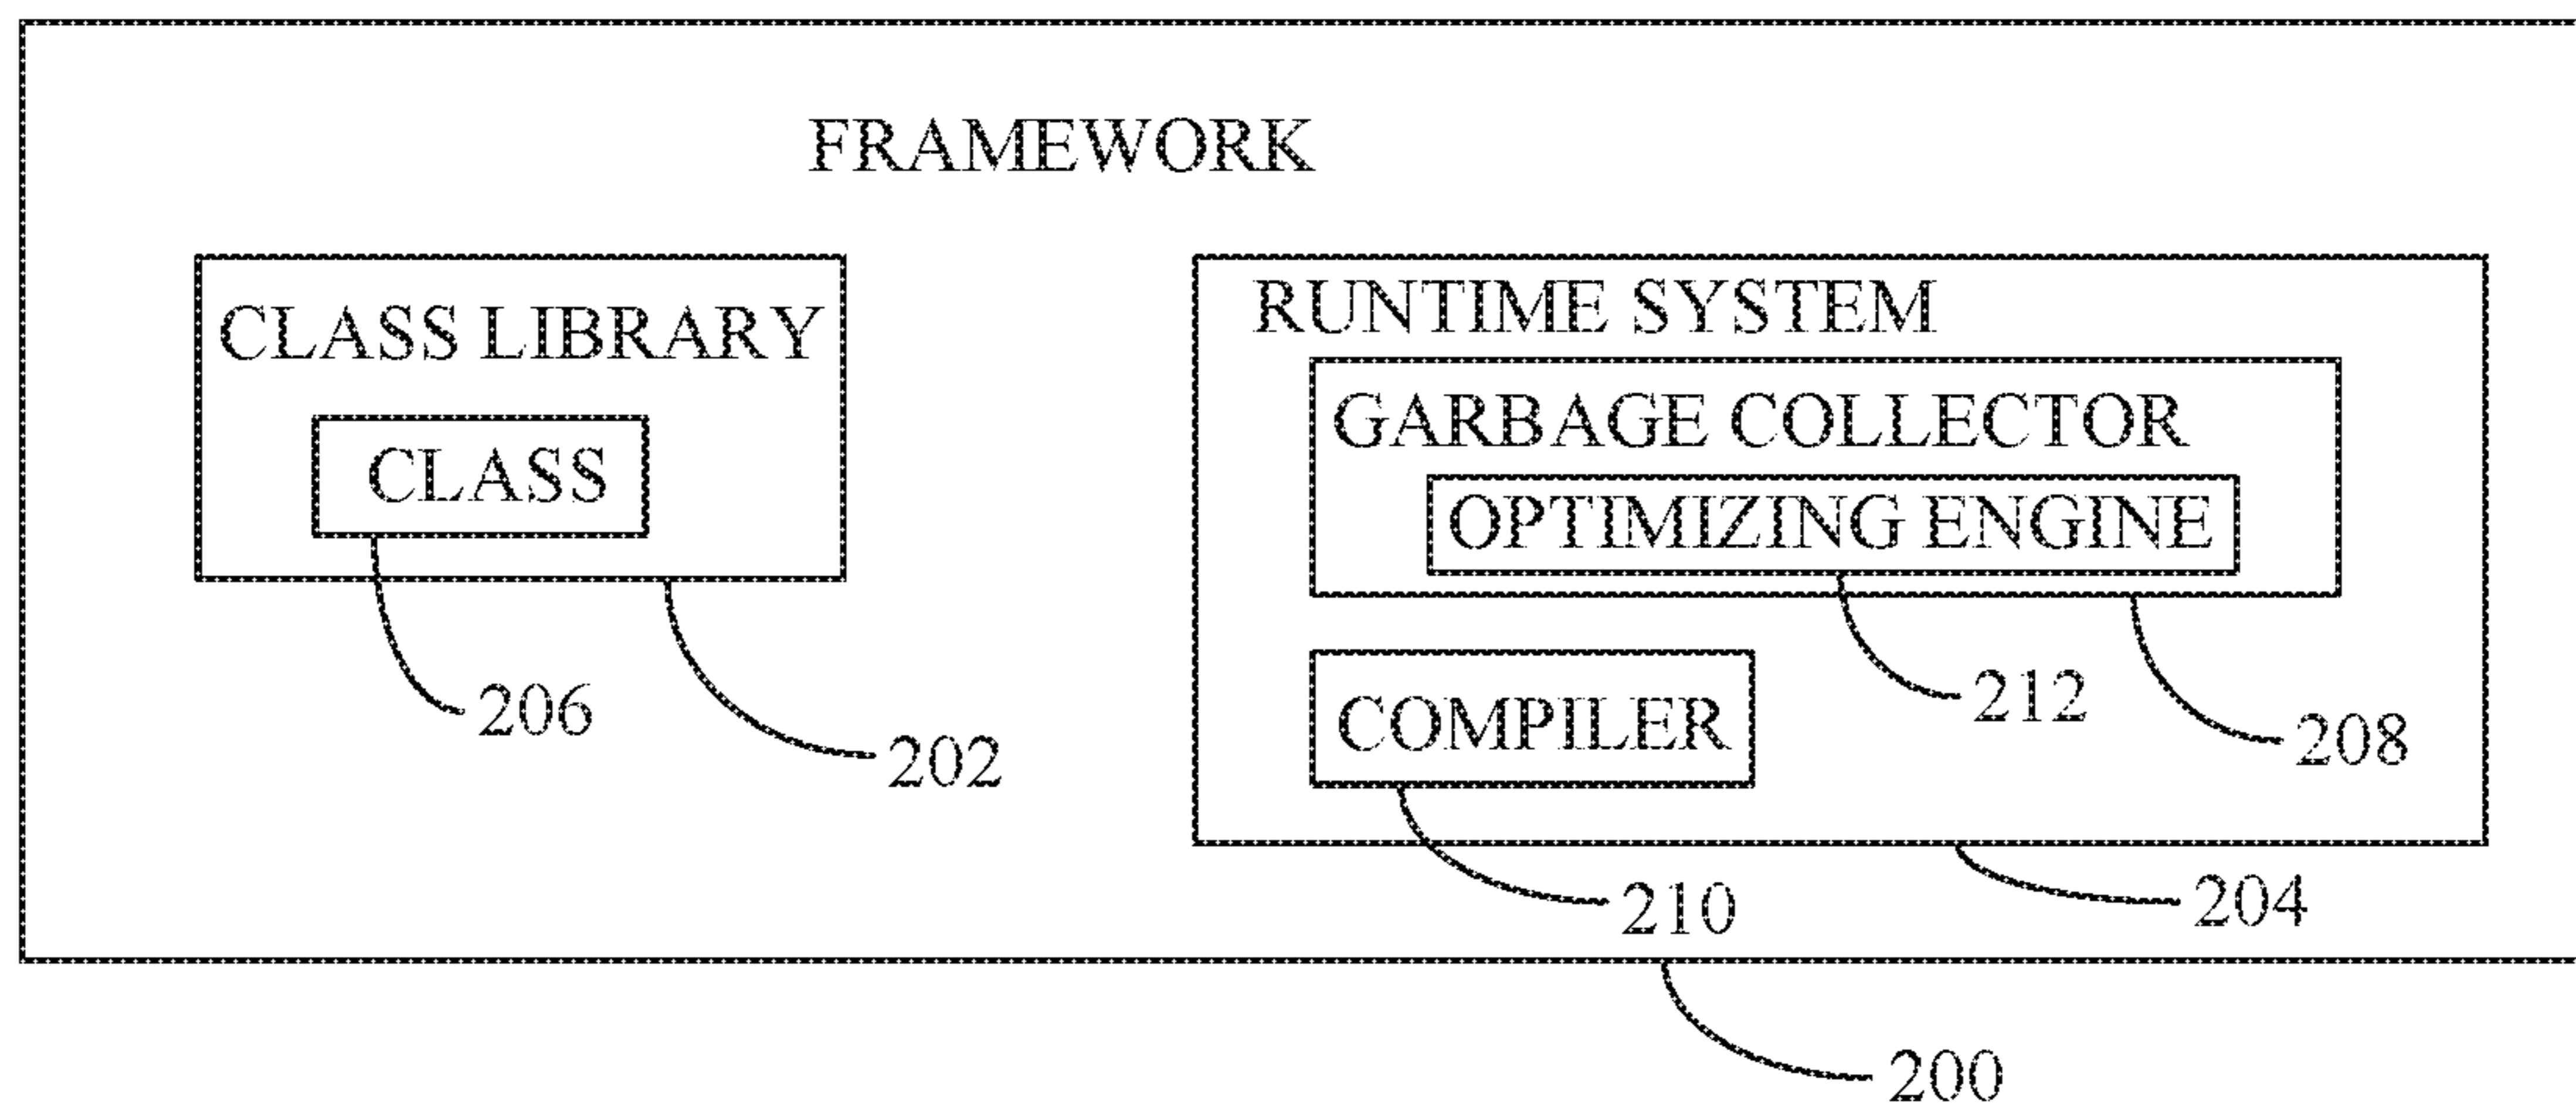 FRAMEWORK
CLASS LIBRARY
CLASS
206
202
RUNTIME SYSTEM
GARBAGE COLLECTOR
OPTIMIZING ENGINE
212
208
COMPILER
210
204
200